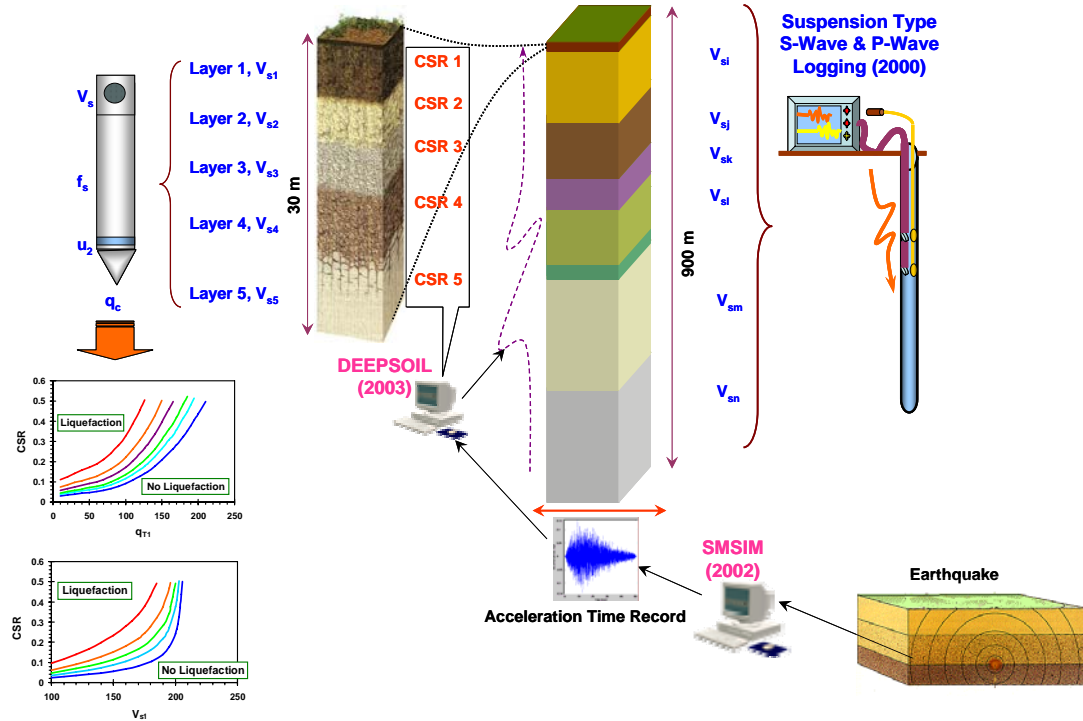 Suspension Type
S-Wave & P-Wave
Logging (2000)
Layer 1, Vs1
Layer 2, Vs2
Layer 3, Vs3
Layer 4, Vs4
Layer 5, Vs5
Vs
fs
u2
qc
30 m
CSR 1
CSR 2
CSR 3
CSR 4
CSR 5
900 m
Vsi
Vsj
Vsk
Vsl
Vsm
Vsn
DEEPSOIL
(2003)
SMSIM
(2002)
Acceleration Time Record
Earthquake
CSR
0.6
0.5
0.4
0.3
0.2
0.1
0
Liquefaction
No Liquefaction
0 50 100 150 200 250
qT1
CSR
0.6
0.5
0.4
0.3
0.2
0.1
0
Liquefaction
No Liquefaction
100 150 200 250
Vs1